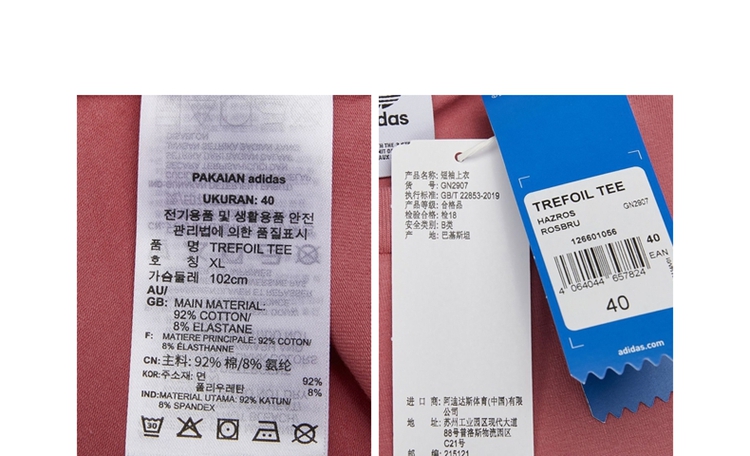 PAKAIAN adidas
UKURAN: 40
전기용품 및 생활용품 안전
관리법에 의한 품질표시
품 명 TREFOIL TEE
호 칭 XL
가슴둘레 102cm
AU/
GB: MAIN MATERIAL:
92% COTTON/
8% ELASTANE
F: MATIERE PRINCIPALE: 92% COTON/
8% ÉLASTHANNE
CN: 主料: 92% 棉/8% 氨纶
KOR: 주소재: 면 92%
폴리우레탄 8%
IND: MATERIAL UTAMA: 92% KATUN/
8% SPANDEX
30
adidas
产品名称: 短袖上衣
货 号: GN2907
执行标准: GB/T 22853-2019
产品等级: 合格品
检验合格: 检18
安全类别: B类
产 地: 巴基斯坦
进 口 商: 阿迪达斯体育(中国)有限
公司
地 址: 苏州工业园区现代大道
88号普洛斯物流园区
C区
邮 编: 215121
TREFOIL TEE
HAZROS GN2907
ROSBRU
126601056
40
EAN
4 064044 657824
40
adidas.com